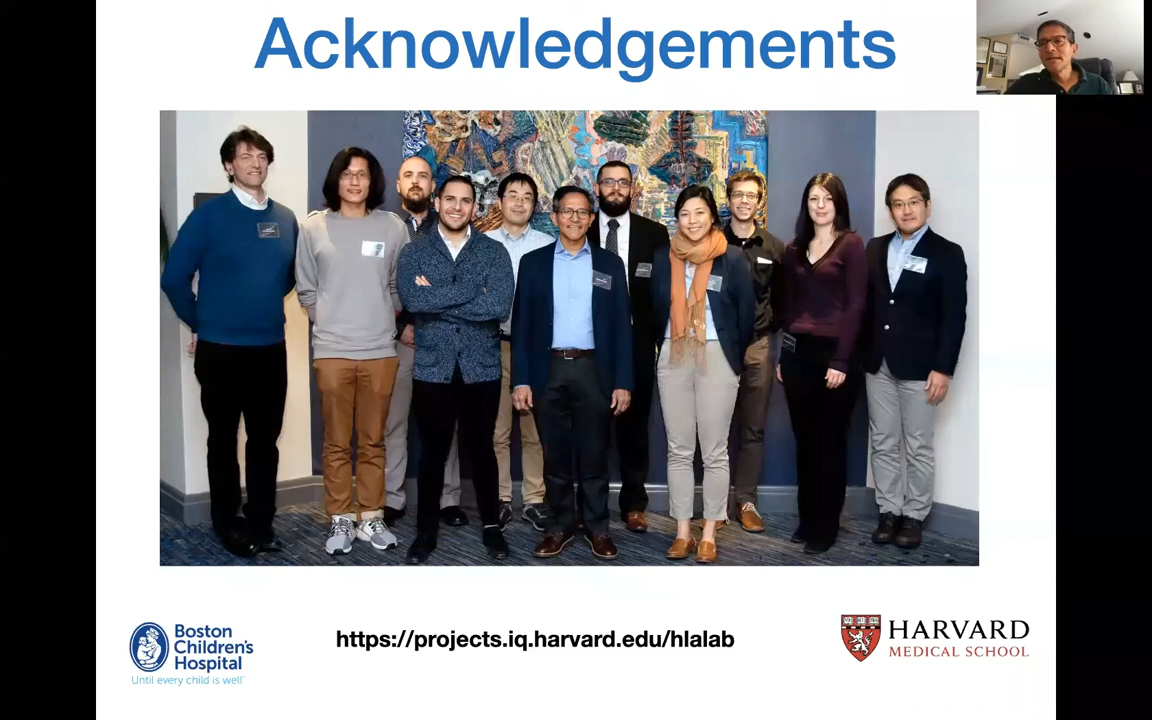 Acknowledgements
Boston
Children's
Hospital
Until every child is well
https://projects.iq.harvard.edu/hlalab
HARVARD
MEDICAL SCHOOL